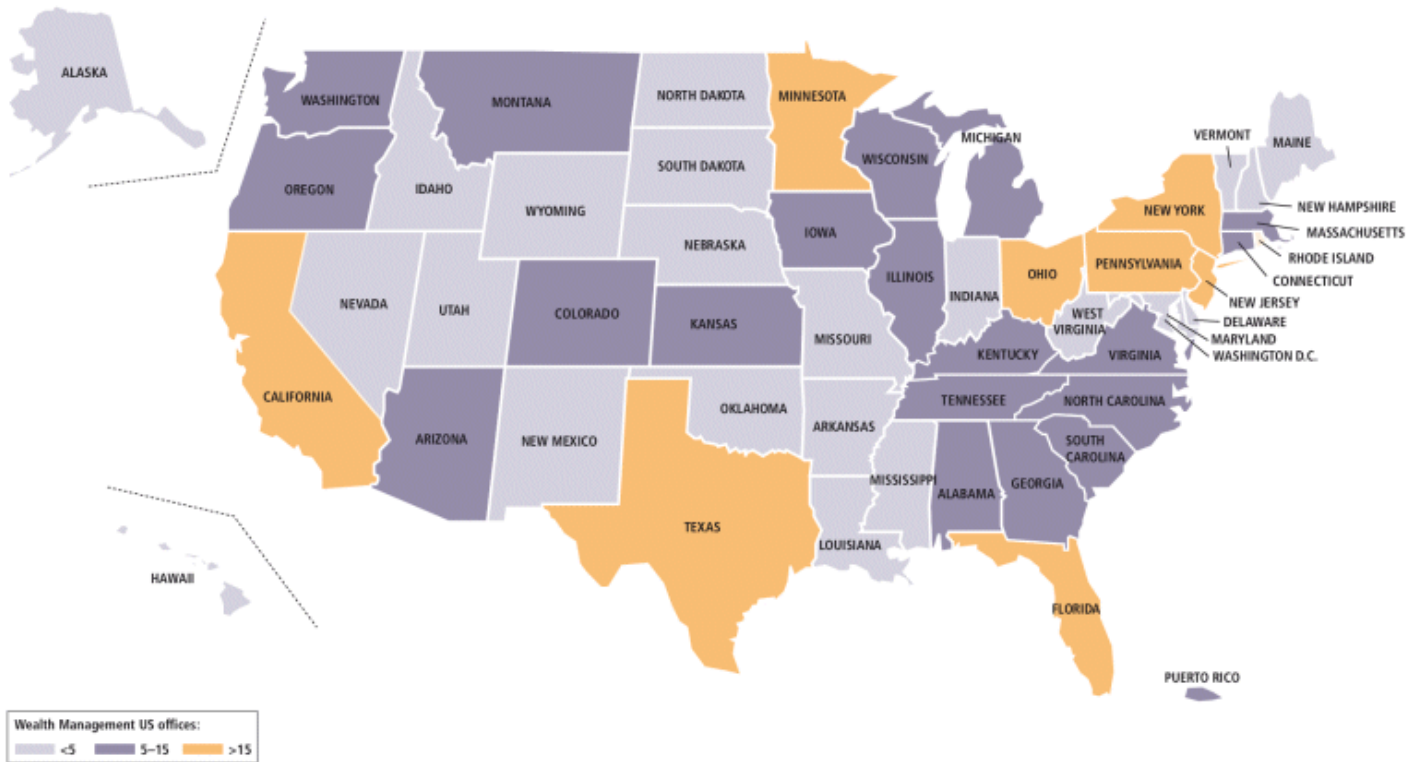 ALASKA
WASHINGTON
MONTANA
NORTH DAKOTA
MINNESOTA
MICHIGAN
VERMONT
MAINE
WISCONSIN
SOUTH DAKOTA
OREGON
IDAHO
WYOMING
NEW YORK
NEW HAMPSHIRE
MASSACHUSETTS
IOWA
NEBRASKA
RHODE ISLAND
PENNSYLVANIA
OHIO
ILLINOIS
CONNECTICUT
INDIANA
NEVADA
UTAH
NEW JERSEY
COLORADO
KANSAS
WEST
VIRGINIA
DELAWARE
MISSOURI
MARYLAND
KENTUCKY
VIRGINIA
WASHINGTON D.C.
CALIFORNIA
TENNESSEE
NORTH CAROLINA
OKLAHOMA
ARKANSAS
ARIZONA
NEW MEXICO
SOUTH
CAROLINA
MISSISSIPPI
GEORGIA
ALABAMA
TEXAS
LOUISIANA
HAWAII
FLORIDA
PUERTO RICO
Wealth Management US offices:
<5 5–15 >15